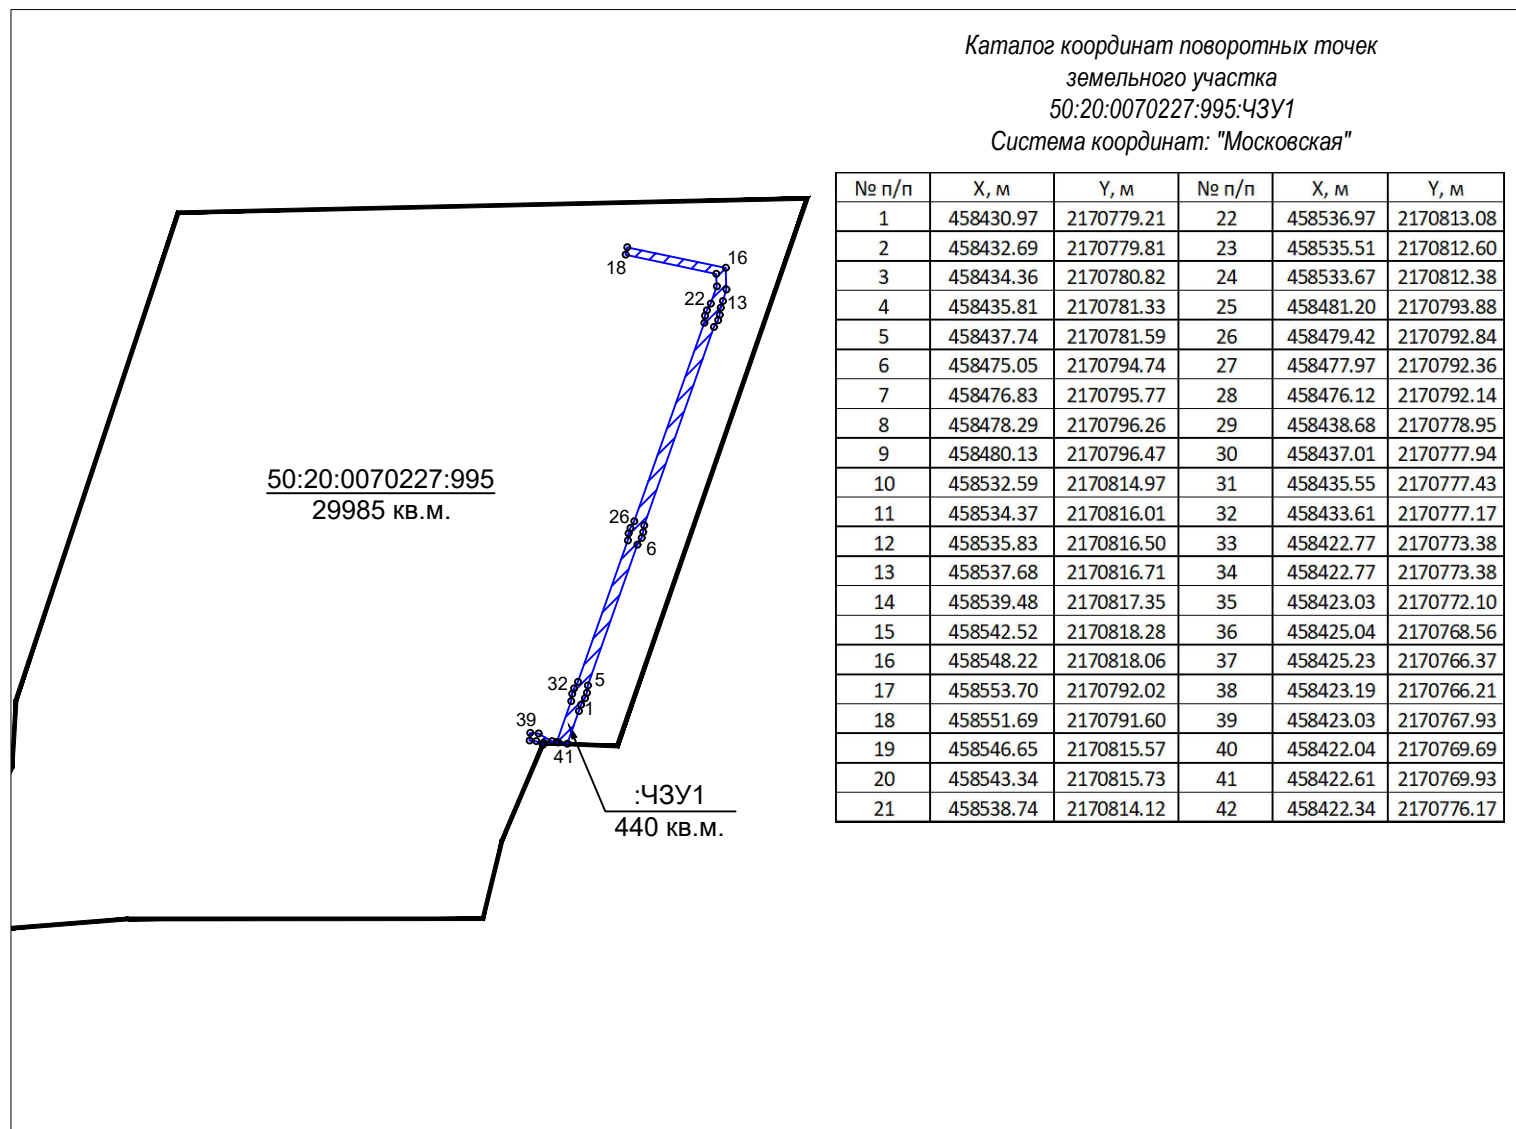 Каталог координат поворотных точек
земельного участка
50:20:0070227:995:ЧЗУ1
Система координат: "Московская"
№ п/п X, м Y, м № п/п X, м Y, м
1 458430.97 2170779.21 22 458536.97 2170813.08
2 458432.69 2170779.81 23 458535.51 2170812.60
3 458434.36 2170780.82 24 458533.67 2170812.38
4 458435.81 2170781.33 25 458481.20 2170793.88
5 458437.74 2170781.59 26 458479.42 2170792.84
6 458475.05 2170794.74 27 458477.97 2170792.36
7 458476.83 2170795.77 28 458476.12 2170792.14
8 458478.29 2170796.26 29 458438.68 2170778.95
9 458480.13 2170796.47 30 458437.01 2170777.94
10 458532.59 2170814.97 31 458435.55 2170777.43
11 458534.37 2170816.01 32 458433.61 2170777.17
12 458535.83 2170816.50 33 458422.77 2170773.38
13 458537.68 2170816.71 34 458422.77 2170773.38
14 458539.48 2170817.35 35 458423.03 2170772.10
15 458542.52 2170818.28 36 458425.04 2170768.56
16 458548.22 2170818.06 37 458425.23 2170766.37
17 458553.70 2170792.02 38 458423.19 2170766.21
18 458551.69 2170791.60 39 458423.03 2170767.93
19 458546.65 2170815.57 40 458422.04 2170769.69
20 458543.34 2170815.73 41 458422.61 2170769.93
21 458538.74 2170814.12 42 458422.34 2170776.17
16
18
22
13
50:20:0070227:995
29985 кв.м.
26
6
32
5
1
39
41
:ЧЗУ1
440 кв.м.